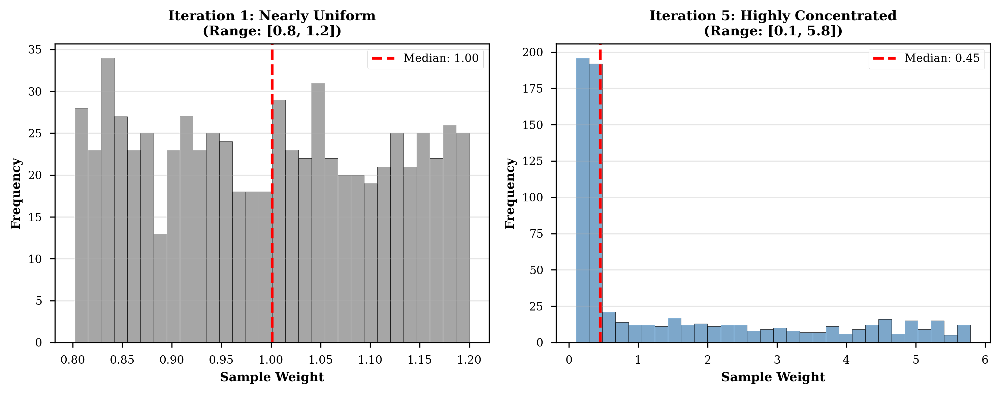 Iteration 1: Nearly Uniform
(Range: [0.8, 1.2])
Median: 1.00
Frequency
35
30
25
20
15
10
5
0
0.80 0.85 0.90 0.95 1.00 1.05 1.10 1.15 1.20
Sample Weight
Iteration 5: Highly Concentrated
(Range: [0.1, 5.8])
Median: 0.45
Frequency
200
175
150
125
100
75
50
25
0
0 1 2 3 4 5 6
Sample Weight